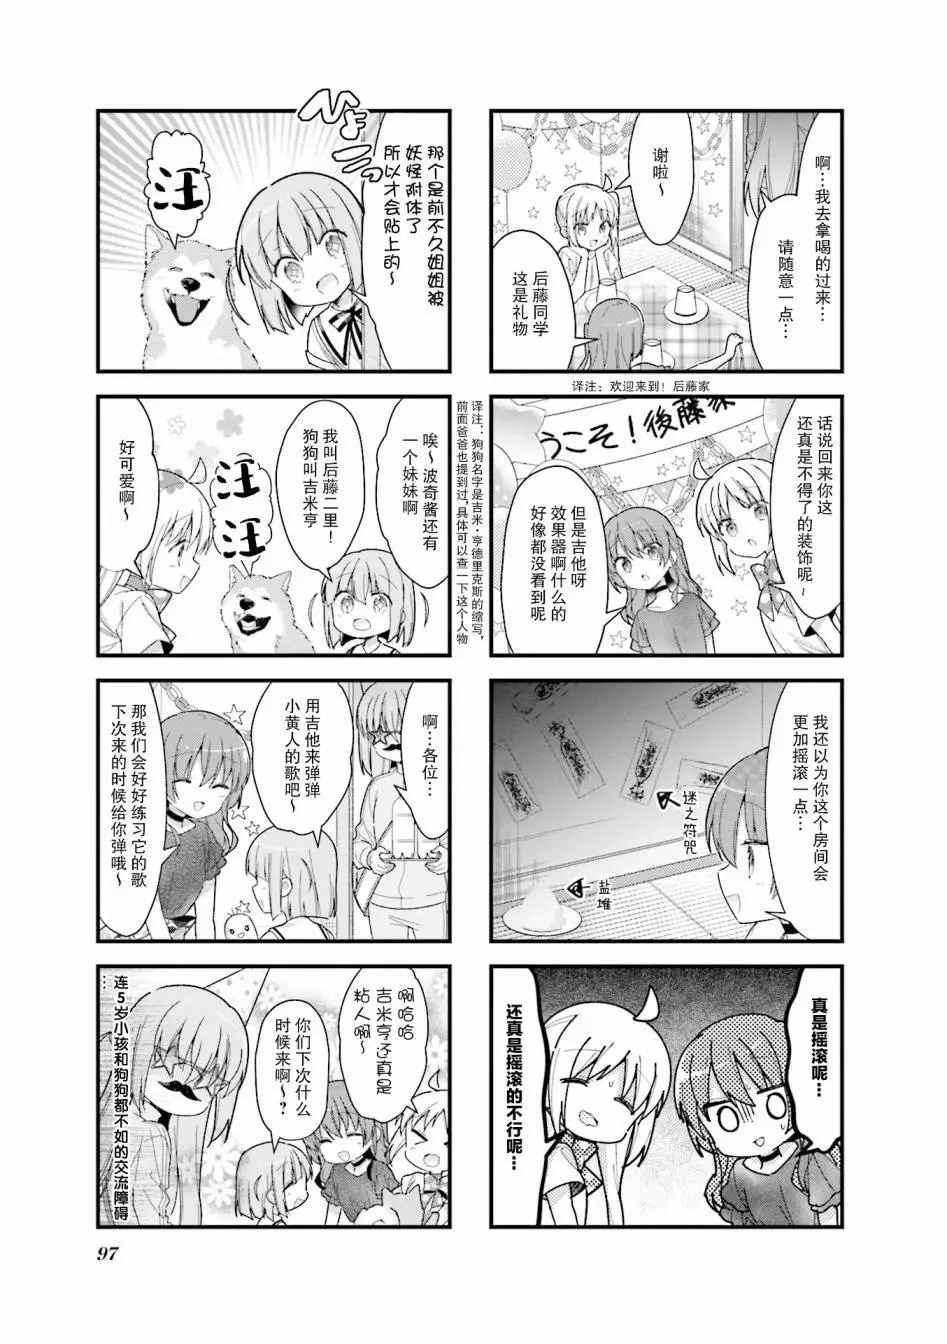 啊…我去拿喝的过来…
请随意一点…
谢啦～
后藤同学
这是礼物
译注：欢迎来到！后藤家
うこそ！後藤家
话说回来你这
还真是不得了的装饰呢～
但是吉他呀
效果器啊什么的
好像都没看到呢
我还以为你这个房间会
更加摇滚一点…
谜之符咒
盐堆
真是摇滚呢…
还真是摇滚的不行呢…
那个是前不久姐姐被
妖怪附体了
所以才会贴上的～
汪
译注：狗狗名字是吉米·亨德里克斯的缩写，
前面爸爸也提到过,具体可以查一下这个人物
唉～波奇酱还有
一个妹妹啊
我叫后藤二里
狗狗叫吉米亨！
汪
汪
好可爱啊～
啊…各位…
用吉他来弹弹
小黄人的歌吧～
那我们会好好练习它的歌
下次来的时候给你弹哦～
啊哈哈
吉米亨还真是
粘人啊～
你们下次什么
时候来啊～?
连5岁小孩和狗狗都不如的交流障碍
…
97